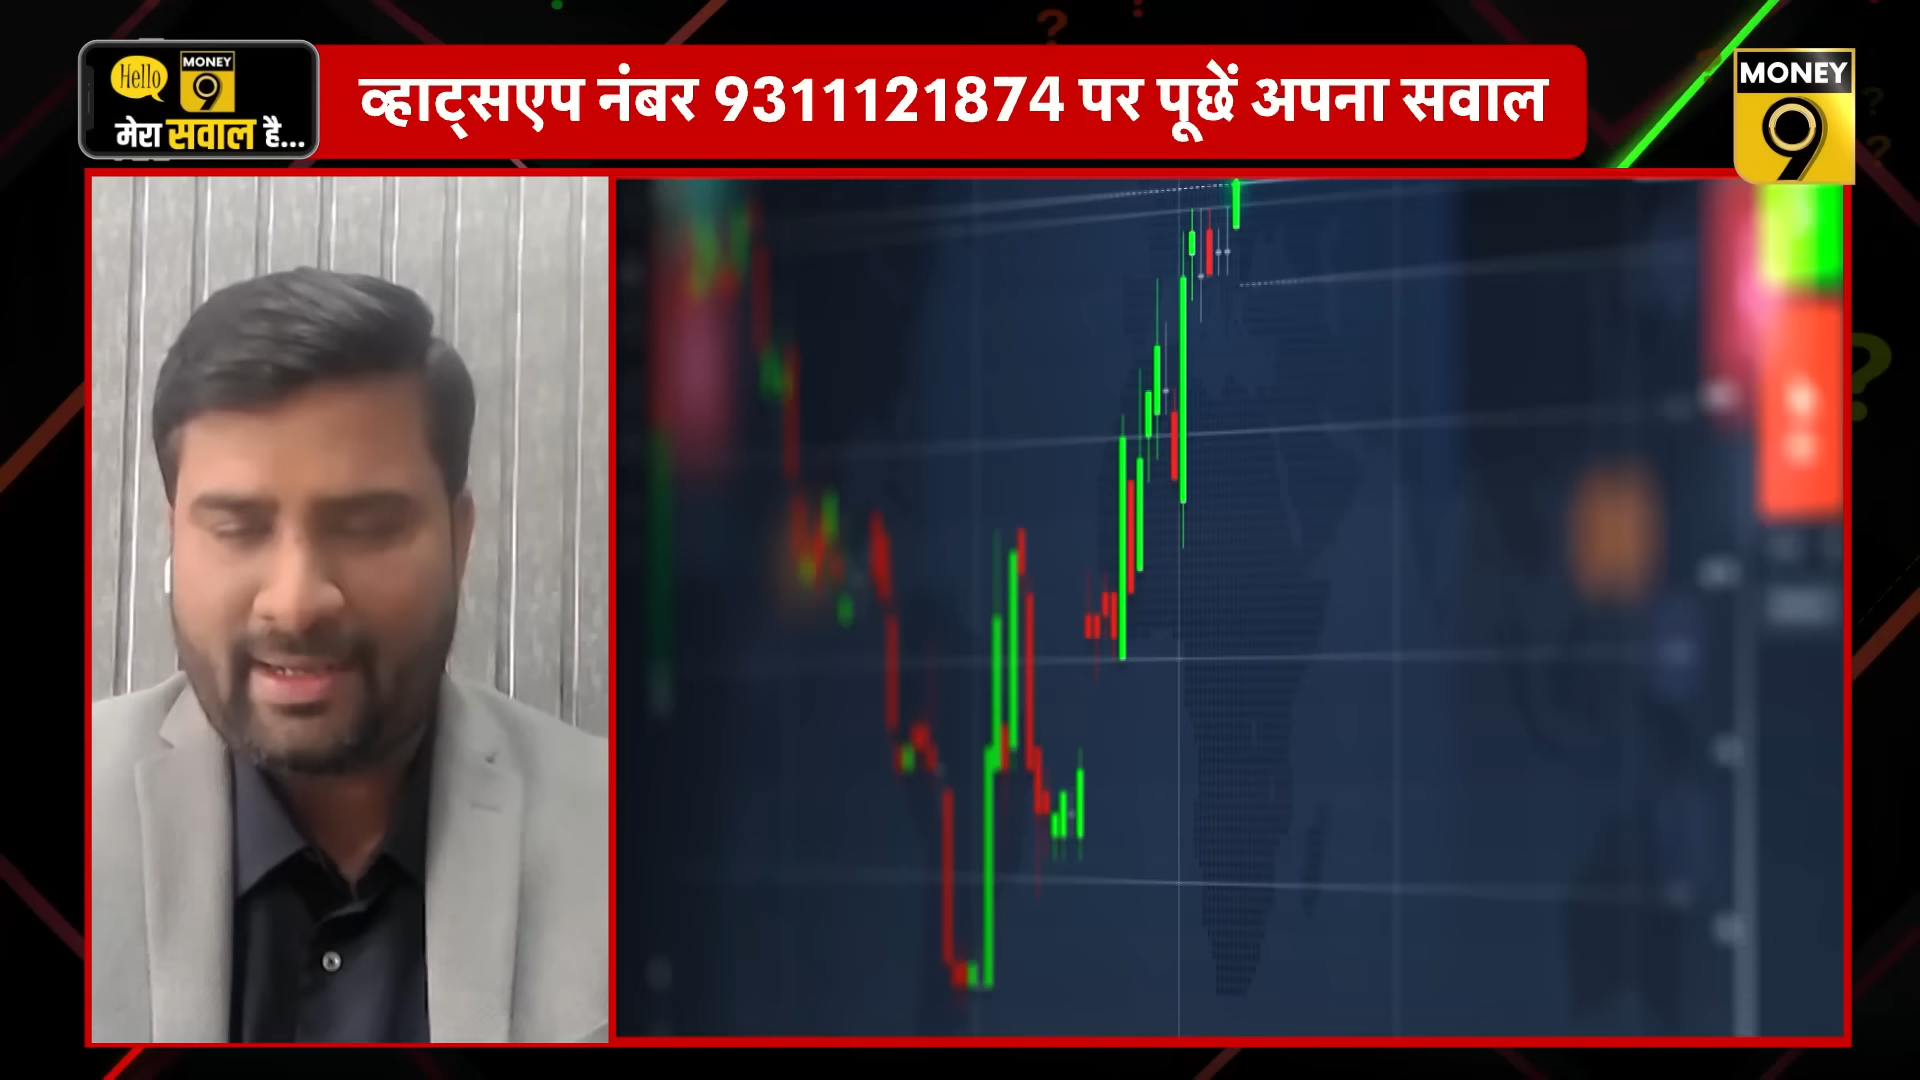 Hello
MONEY
9
मेरा सवाल है...
व्हाट्सएप नंबर 9311121874 पर पूछें अपना सवाल
MONEY
9